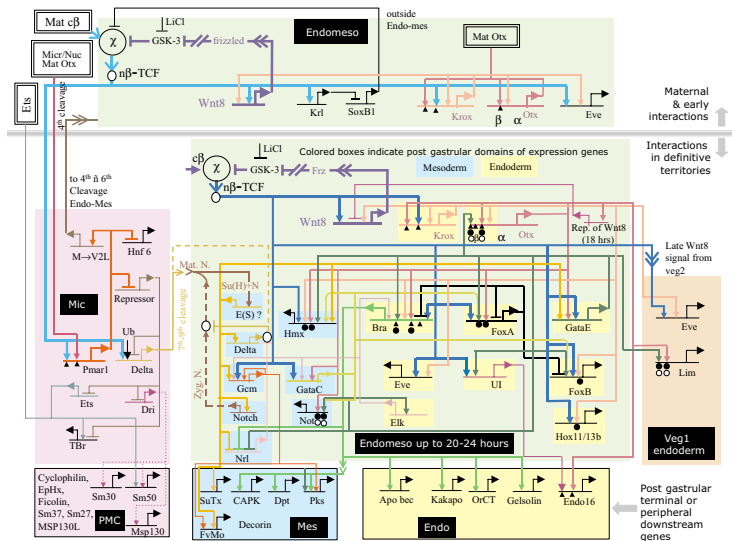 Mat cβ
χ
LiCl
GSK-3
frizzled
Endomeso
outside
Endo-mes
Mat Otx
Micr/Nuc
Mat Otx
nβ-TCF
Ets
4th cleavage
Wnt8
Krl
SoxB1
Krox
β
α
Otx
Eve
Maternal
& early
interactions
Interactions
in definitive
territories
Colored boxes indicate post gastrular domains of expression genes
cβ
χ
LiCl
GSK-3
Frz
Mesoderm
Endoderm
nβ-TCF
to 4th ñ 6th
Cleavage
Endo-Mes
Wnt8
Krox
β
α
Otx
Rep. of Wnt8
(18 hrs)
Late Wnt8
signal from
veg2
M→V2L
Hnf 6
Mat. N.
Su(H)+N
E(S) ?
Mic
Repressor
7th-9th cleavage
Hmx
Bra
FoxA
GataE
Eve
Ub
Pmar1
Delta
Delta
Gcm
GataC
Eve
UI
FoxB
Lim
Zyg. N.
Ets
Dri
Notch
Not
Elk
Hox11/13b
TBr
Nrl
Endomeso up to 20-24 hours
Veg1
endoderm
Cyclophilin,
EpHx,
Ficolin,
Sm37, Sm27,
MSP130L
PMC
Sm30
Sm50
Msp130
SuTx
CAPK
Dpt
Pks
FvMo
Decorin
Mes
Apo bec
Kakapo
OrCT
Gelsolin
Endo16
Endo
Post gastrular
terminal or
peripheral
downstream
genes